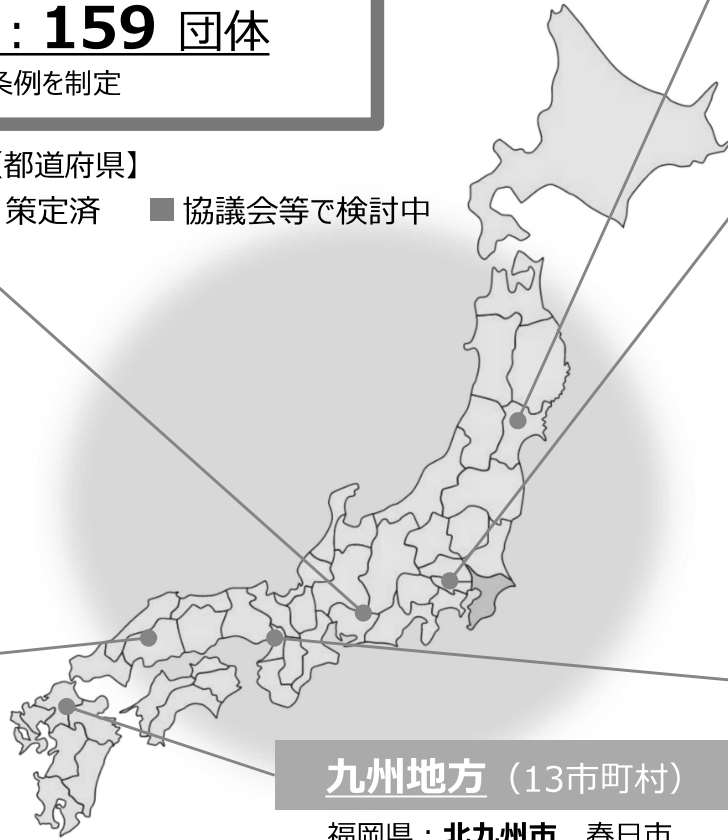 ：159 団体
条例を制定
【都道府県】
策定済 ■ 協議会等で検討中
九州地方（13市町村）
福岡県：北九州市、春日市